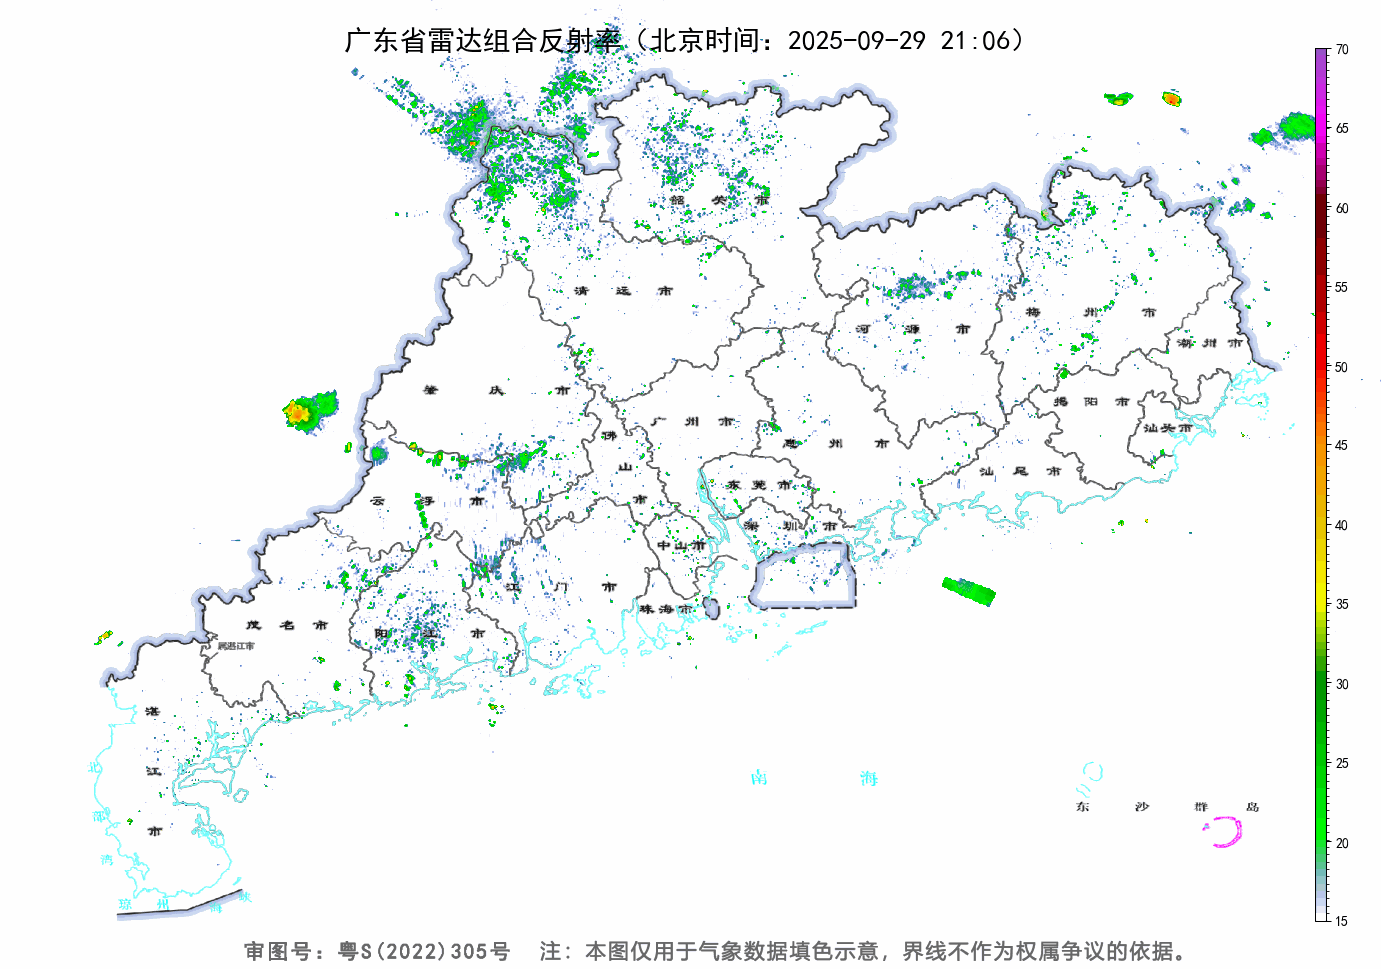 广东省雷达组合反射率（北京时间：2025-09-29 21:06）
70
65
60
55
50
45
40
35
30
25
20
15
韶关市
清远市
河源市
梅州市
潮州市
肇庆市
广州市
惠州市
揭阳市
汕头市
佛山市
云浮市
东莞市
汕尾市
深圳市
中山市
江门市
珠海市
茂名市
阳江市
属湛江市
湛江市
北部湾
琼州海峡
南海
东沙群岛
审图号：粤S(2022)305号 注：本图仅用于气象数据填色示意，界线不作为权属争议的依据。